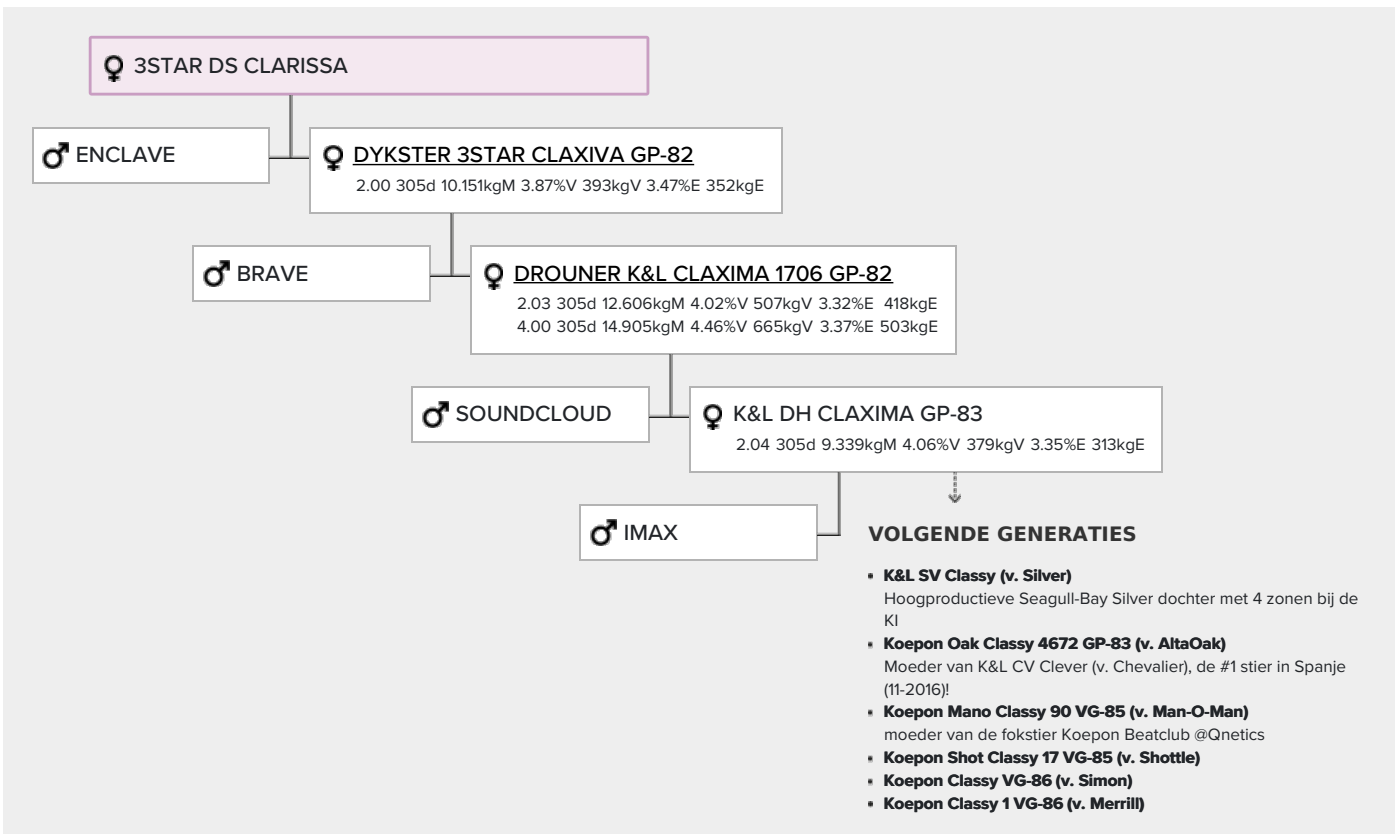 ♀ 3STAR DS CLARISSA
♂ ENCLAVE
♀ DYKSTER 3STAR CLAXIVA GP-82
2.00 305d 10.151kgM 3.87%V 393kgV 3.47%E 352kgE
♂ BRAVE
♀ DROUNER K&L CLAXIMA 1706 GP-82
2.03 305d 12.606kgM 4.02%V 507kgV 3.32%E 418kgE
4.00 305d 14.905kgM 4.46%V 665kgV 3.37%E 503kgE
♂ SOUNDCLOUD
♀ K&L DH CLAXIMA GP-83
2.04 305d 9.339kgM 4.06%V 379kgV 3.35%E 313kgE
♂ IMAX
VOLGENDE GENERATIES
▪ K&L SV Classy (v. Silver)
Hoogproductieve Seagull-Bay Silver dochter met 4 zonen bij de
KI
▪ Koepon Oak Classy 4672 GP-83 (v. AltaOak)
Moeder van K&L CV Clever (v. Chevalier), de #1 stier in Spanje
(11-2016)!
▪ Koepon Mano Classy 90 VG-85 (v. Man-O-Man)
moeder van de fokstier Koepon Beatclub @Qnetics
▪ Koepon Shot Classy 17 VG-85 (v. Shottle)
▪ Koepon Classy VG-86 (v. Simon)
▪ Koepon Classy 1 VG-86 (v. Merrill)